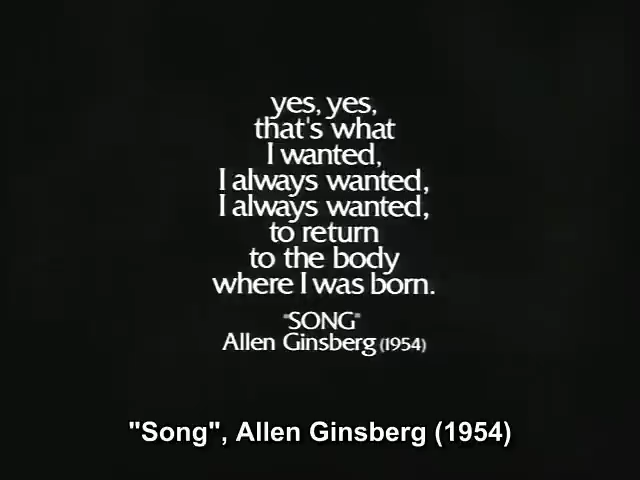 yes, yes,
that's what
I wanted,
I always wanted,
I always wanted,
to return
to the body
where I was born.
"SONG"
Allen Ginsberg (1954)
"Song", Allen Ginsberg (1954)